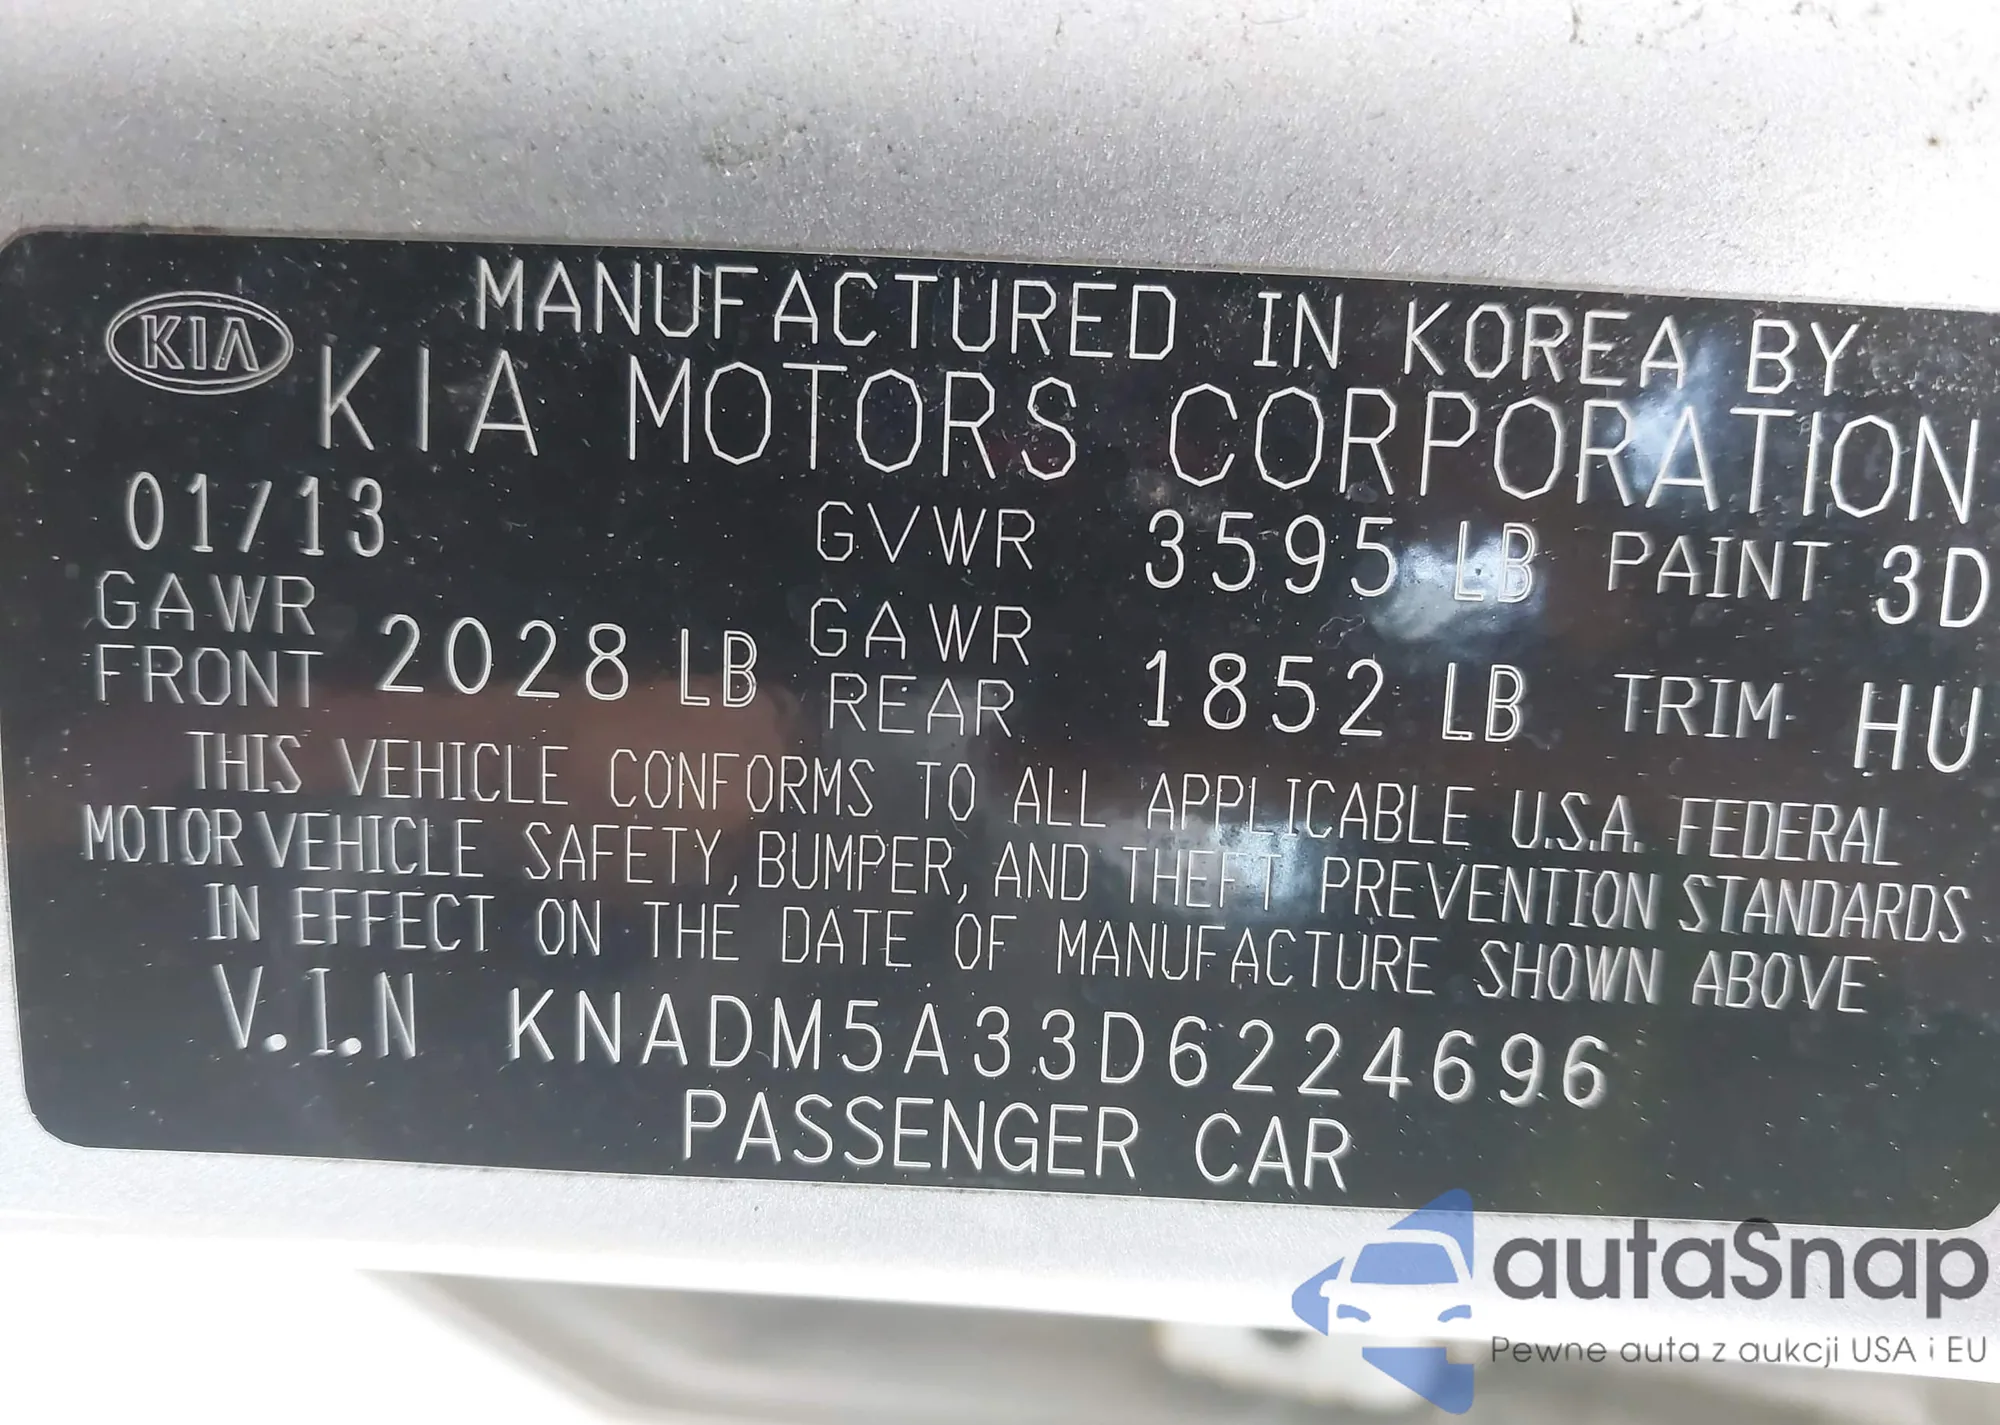 MANUFACTURED IN KOREA BY
KIA KIA MOTORS CORPORATION
01/13 GVWR 3595 LB PAINT 3D
GAWR FRONT 2028 LB GAWR REAR 1852 LB TRIM HU
THIS VEHICLE CONFORMS TO ALL APPLICABLE U.S.A. FEDERAL
MOTOR VEHICLE SAFETY, BUMPER, AND THEFT PREVENTION STANDARDS
IN EFFECT ON THE DATE OF MANUFACTURE SHOWN ABOVE
V.I.N KNADM5A33D6224696
PASSENGER CAR
autaSnap
Pewne auta z aukcji USA i EU